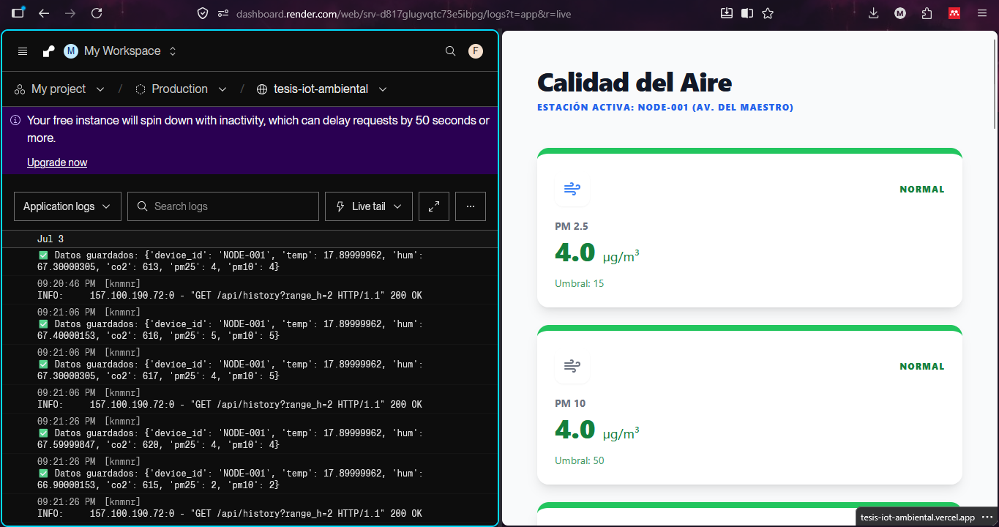 dashboard.render.com/web/srv-d817glugvqtc73e5ibpg/logs?t=app&r=live
M
M My Workspace
F
My project / Production / tesis-iot-ambiental
Your free instance will spin down with inactivity, which can delay requests by 50 seconds or
more.
Upgrade now
Application logs
Search logs
Live tail
Jul 3
✅ Datos guardados: {'device_id': 'NODE-001', 'temp': 17.89999962, 'hum':
67.30000305, 'co2': 613, 'pm25': 4, 'pm10': 4}
09:20:46 PM [knmnr]
INFO: 157.100.190.72:0 - "GET /api/history?range_h=2 HTTP/1.1" 200 OK
09:21:06 PM [knmnr]
✅ Datos guardados: {'device_id': 'NODE-001', 'temp': 17.89999962, 'hum':
67.40000153, 'co2': 616, 'pm25': 5, 'pm10': 5}
09:21:06 PM [knmnr]
✅ Datos guardados: {'device_id': 'NODE-001', 'temp': 17.89999962, 'hum':
67.30000305, 'co2': 617, 'pm25': 4, 'pm10': 5}
09:21:06 PM [knmnr]
INFO: 157.100.190.72:0 - "GET /api/history?range_h=2 HTTP/1.1" 200 OK
09:21:26 PM [knmnr]
✅ Datos guardados: {'device_id': 'NODE-001', 'temp': 17.89999962, 'hum':
67.59999847, 'co2': 620, 'pm25': 4, 'pm10': 4}
09:21:26 PM [knmnr]
✅ Datos guardados: {'device_id': 'NODE-001', 'temp': 17.89999962, 'hum':
66.90000153, 'co2': 615, 'pm25': 2, 'pm10': 2}
09:21:26 PM [knmnr]
INFO: 157.100.190.72:0 - "GET /api/history?range_h=2 HTTP/1.1" 200 OK
Calidad del Aire
ESTACIÓN ACTIVA: NODE-001 (AV. DEL MAESTRO)
NORMAL
PM 2.5
4.0 µg/m³
Umbral: 15
NORMAL
PM 10
4.0 µg/m³
Umbral: 50
tesis-iot-ambiental.vercel.app